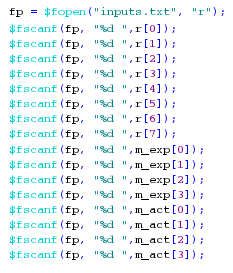 fp = $fopen("inputs.txt", "r");
$fscanf(fp, "%d ",r[0]);
$fscanf(fp, "%d ",r[1]);
$fscanf(fp, "%d ",r[2]);
$fscanf(fp, "%d ",r[3]);
$fscanf(fp, "%d ",r[4]);
$fscanf(fp, "%d ",r[5]);
$fscanf(fp, "%d ",r[6]);
$fscanf(fp, "%d ",r[7]);
$fscanf(fp, "%d ",m_exp[0]);
$fscanf(fp, "%d ",m_exp[1]);
$fscanf(fp, "%d ",m_exp[2]);
$fscanf(fp, "%d ",m_exp[3]);
$fscanf(fp, "%d ",m_act[0]);
$fscanf(fp, "%d ",m_act[1]);
$fscanf(fp, "%d ",m_act[2]);
$fscanf(fp, "%d ",m_act[3]);